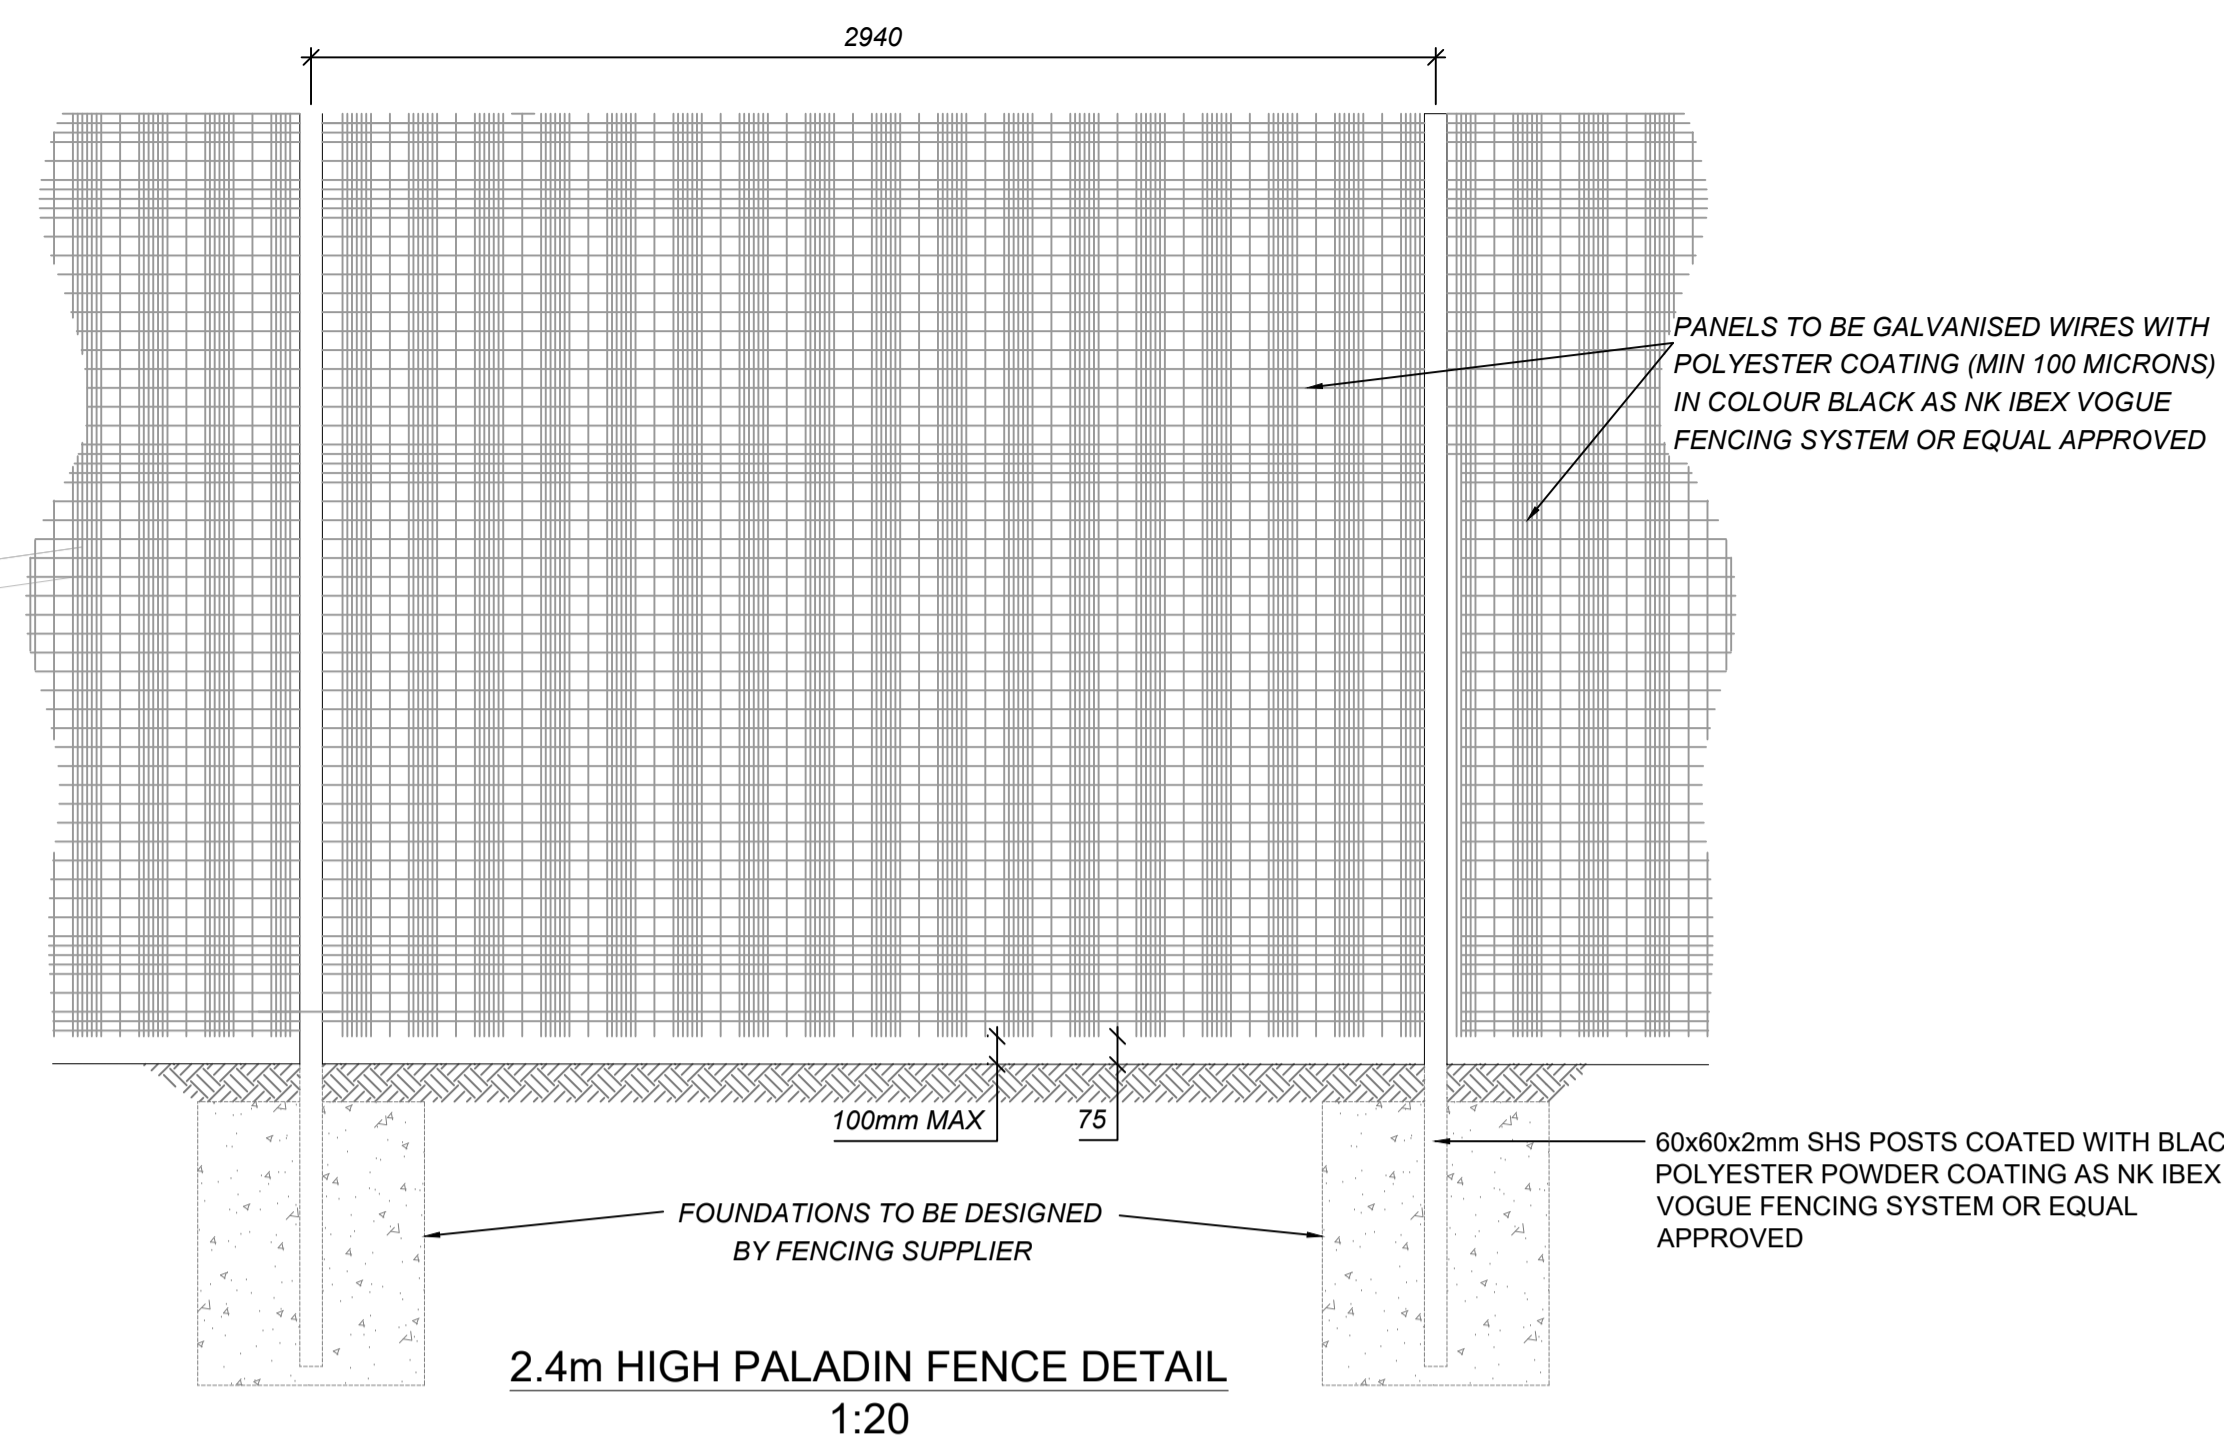 2940
PANELS TO BE GALVANISED WIRES WITH
POLYESTER COATING (MIN 100 MICRONS)
IN COLOUR BLACK AS NK IBEX VOGUE
FENCING SYSTEM OR EQUAL APPROVED
100mm MAX
75
60x60x2mm SHS POSTS COATED WITH BLAC
POLYESTER POWDER COATING AS NK IBEX
VOGUE FENCING SYSTEM OR EQUAL
APPROVED
FOUNDATIONS TO BE DESIGNED
BY FENCING SUPPLIER
2.4m HIGH PALADIN FENCE DETAIL
1:20